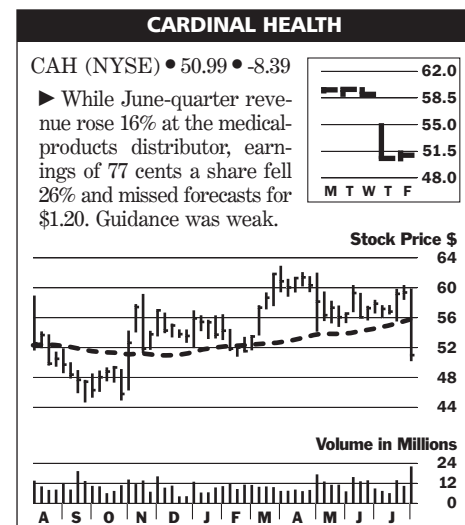 CARDINAL HEALTH
CAH (NYSE) ● 50.99 ● -8.39
► While June-quarter reve-
nue rose 16% at the medical-
products distributor, earn-
ings of 77 cents a share fell
26% and missed forecasts for
$1.20. Guidance was weak.
62.0
58.5
55.0
51.5
48.0
M T W T F
Stock Price $
64
60
56
52
48
44
Volume in Millions
24
12
0
A S O N D J F M A M J J